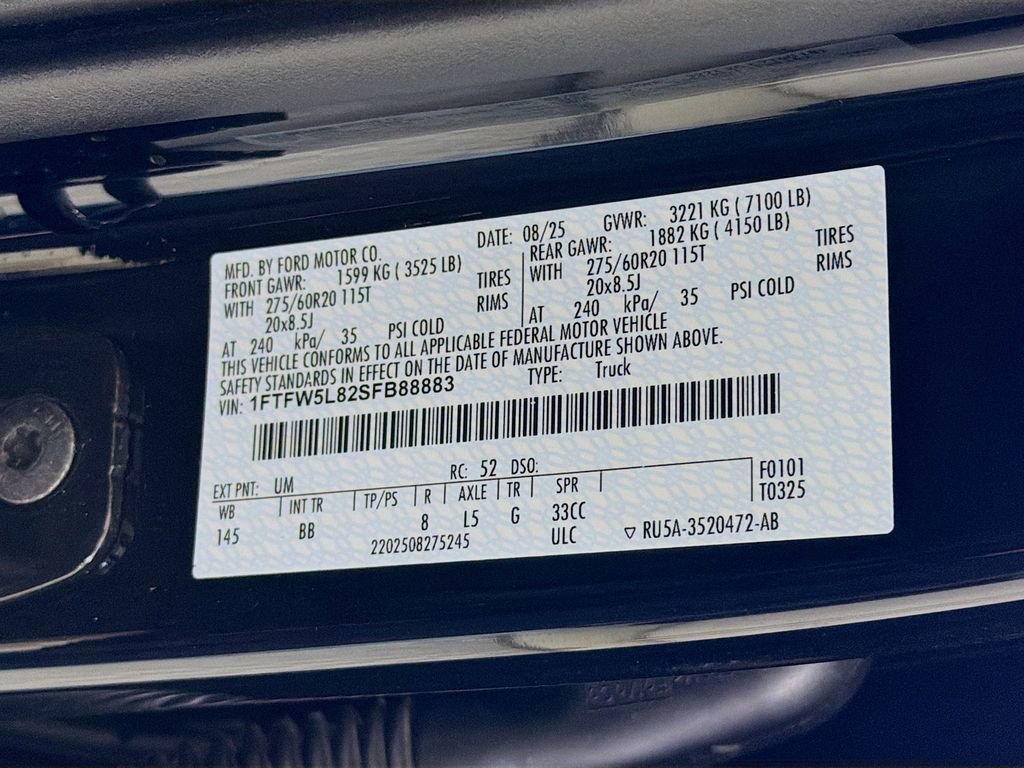 MFD. BY FORD MOTOR CO. DATE: 08/25 GVWR: 3221 KG ( 7100 LB)
FRONT GAWR: 1599 KG ( 3525 LB) REAR GAWR: 1882 KG ( 4150 LB)
WITH 275/60R20 115T TIRES WITH 275/60R20 115T TIRES
20x8.5J RIMS 20x8.5J RIMS
AT 240 kPa/ 35 PSI COLD AT 240 kPa/ 35 PSI COLD
THIS VEHICLE CONFORMS TO ALL APPLICABLE FEDERAL MOTOR VEHICLE
SAFETY STANDARDS IN EFFECT ON THE DATE OF MANUFACTURE SHOWN ABOVE.
VIN: 1FTFW5L82SFB88883 TYPE: Truck
EXT PNT: UM RC: 52 DSO: F0101
WB INT TR TP/PS R AXLE TR SPR T0325
145 BB 8 L5 G 33CC
2202508275245 ULC ▽ RU5A-3520472-AB